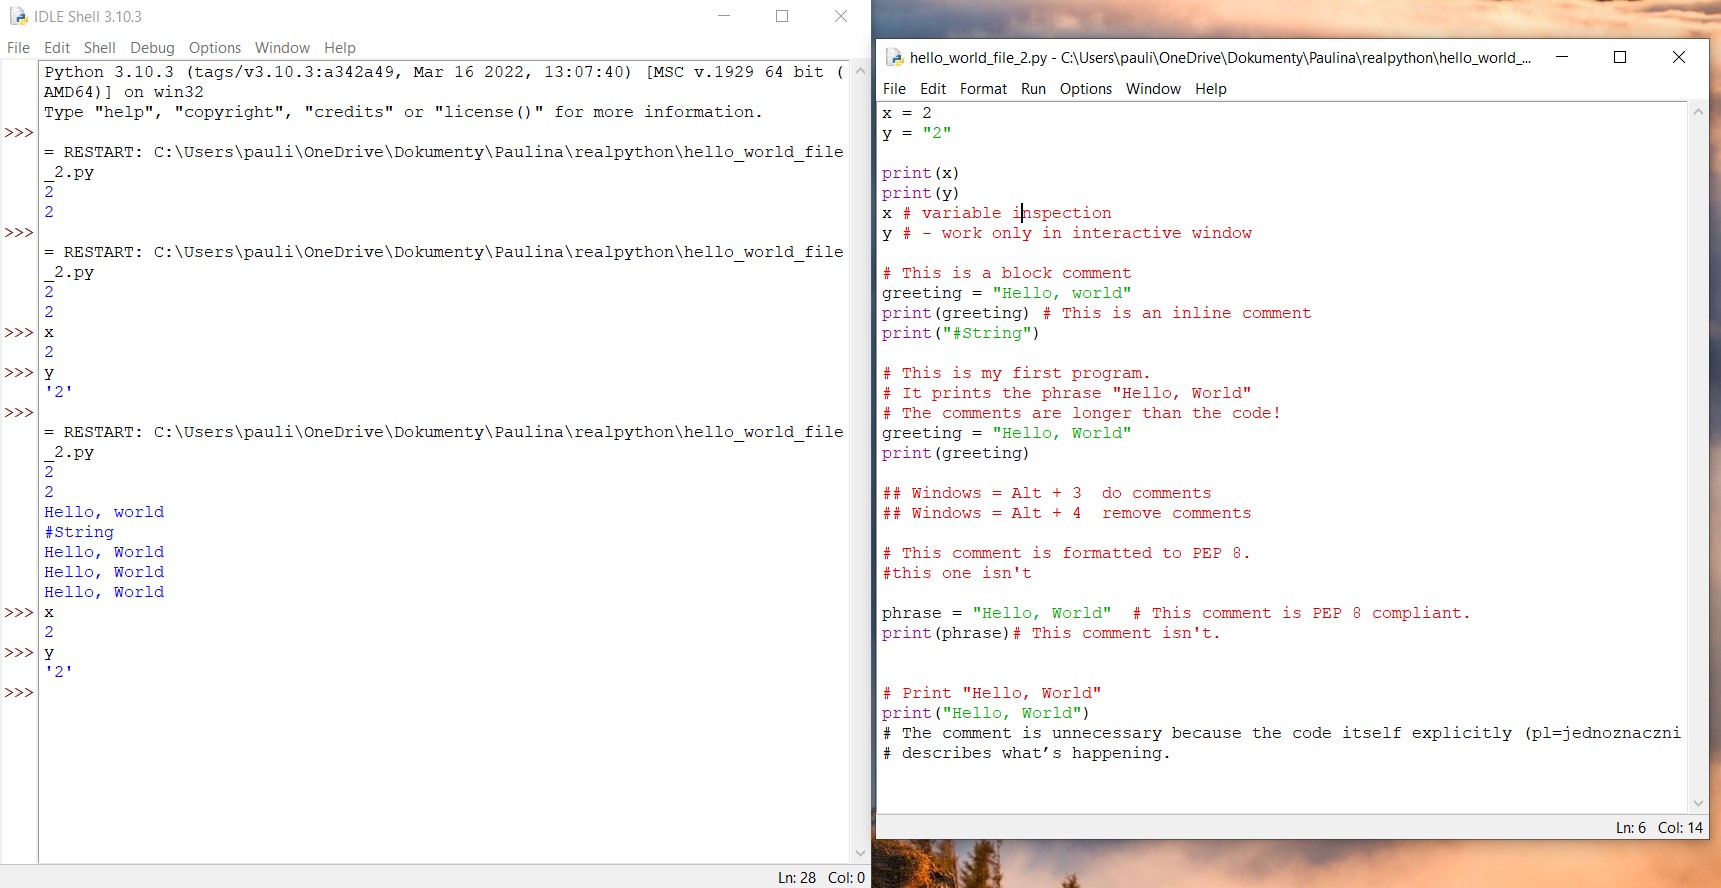 IDLE Shell 3.10.3
File Edit Shell Debug Options Window Help
Python 3.10.3 (tags/v3.10.3:a342a49, Mar 16 2022, 13:07:40) [MSC v.1929 64 bit (
AMD64)] on win32
Type "help", "copyright", "credits" or "license()" for more information.
>>>
= RESTART: C:\Users\pauli\OneDrive\Dokumenty\Paulina\realpython\hello_world_file
_2.py
2
2
>>>
= RESTART: C:\Users\pauli\OneDrive\Dokumenty\Paulina\realpython\hello_world_file
_2.py
2
2
>>> x
2
>>> y
'2'
>>>
= RESTART: C:\Users\pauli\OneDrive\Dokumenty\Paulina\realpython\hello_world_file
_2.py
2
2
Hello, world
#String
Hello, World
Hello, World
Hello, World
>>> x
2
>>> y
'2'
>>>
Ln: 28 Col: 0
hello_world_file_2.py - C:\Users\pauli\OneDrive\Dokumenty\Paulina\realpython\hello_world_...
File Edit Format Run Options Window Help
x = 2
y = "2"
print(x)
print(y)
x # variable inspection
y # - work only in interactive window
# This is a block comment
greeting = "Hello, world"
print(greeting) # This is an inline comment
print("#String")
# This is my first program.
# It prints the phrase "Hello, World"
# The comments are longer than the code!
greeting = "Hello, World"
print(greeting)
## Windows = Alt + 3  do comments
## Windows = Alt + 4  remove comments
# This comment is formatted to PEP 8.
#this one isn't
phrase = "Hello, World"  # This comment is PEP 8 compliant.
print(phrase)# This comment isn't.
# Print "Hello, World"
print("Hello, World")
# The comment is unnecessary because the code itself explicitly (pl=jednoznaczni
# describes what’s happening.
Ln: 6 Col: 14